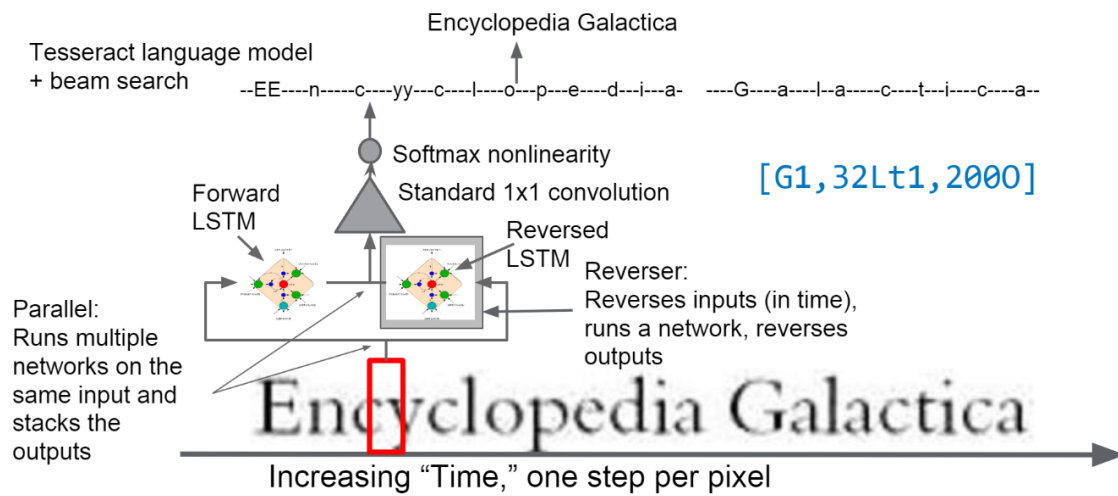 Encyclopedia Galactica
Tesseract language model
+ beam search
--EE----n-----c----yy---c----l----o---p---e----d---i---a- ----G----a---la----c----t---i----c---a--
Softmax nonlinearity
[G1,32Lt1,200O]
Standard 1x1 convolution
Forward
LSTM
Reversed
LSTM
Reverser:
Reverses inputs (in time),
runs a network, reverses
outputs
Parallel:
Runs multiple
networks on the
same input and
stacks the
outputs
Encyclopedia Galactica
Increasing “Time,” one step per pixel